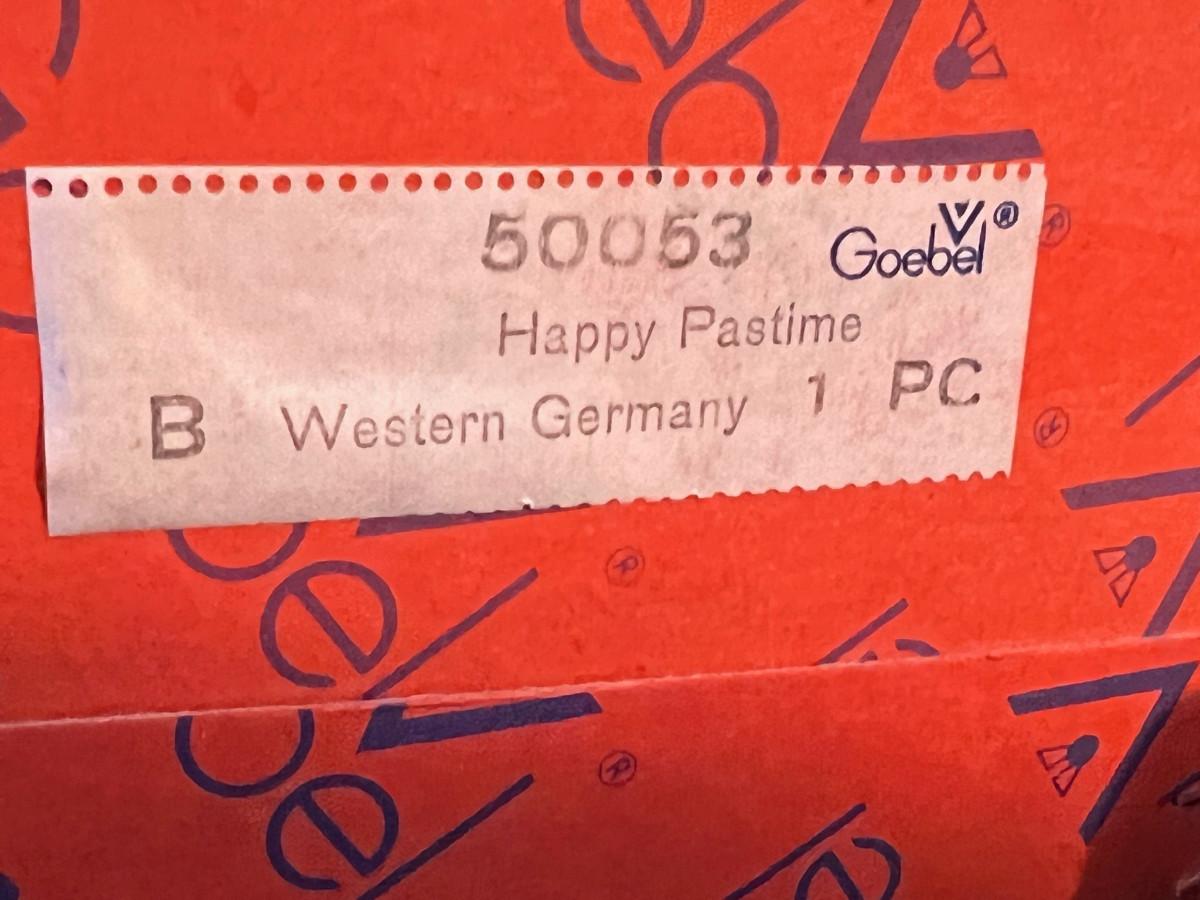 50053 Goebel ®
Happy Pastime
B Western Germany 1 PC